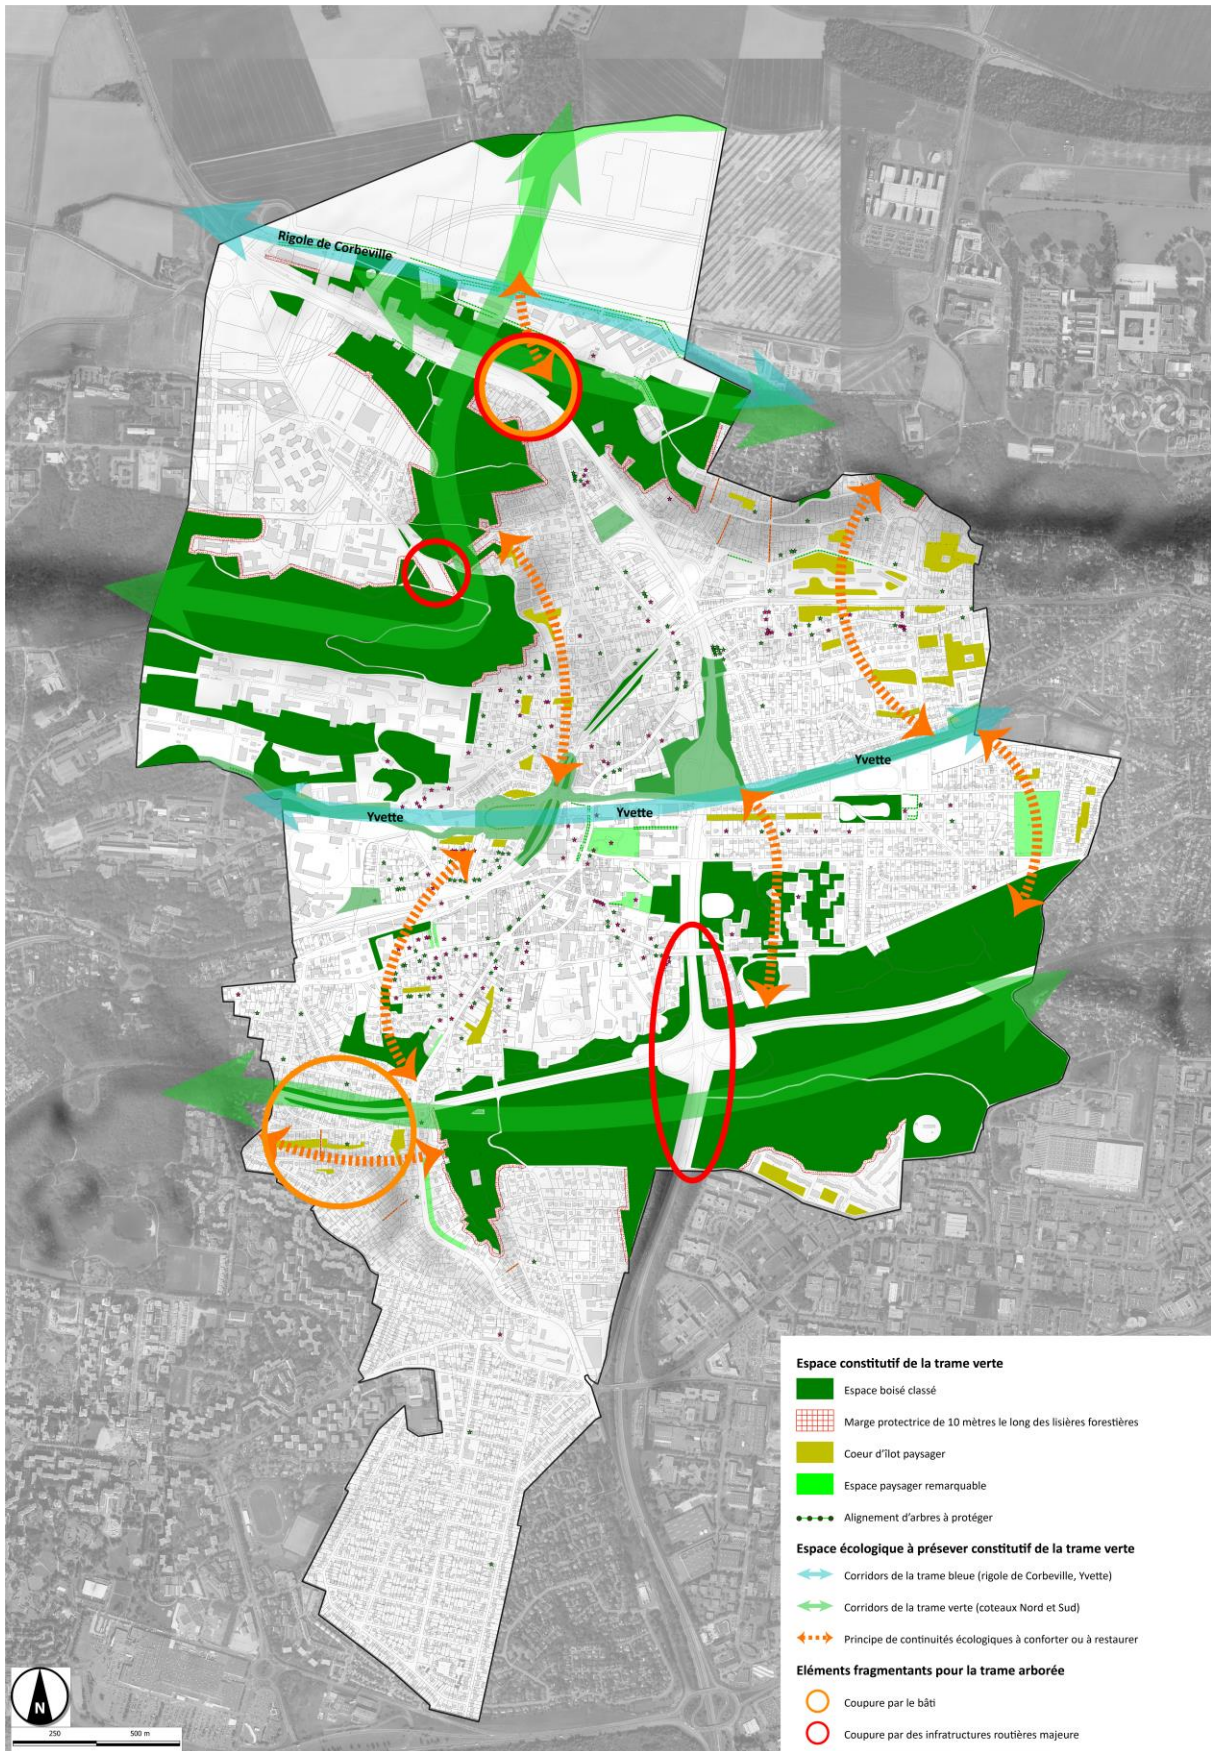 Rigole de Corbeville
Yvette
Yvette
Yvette
Espace constitutif de la trame verte
Espace boisé classé
Marge protectrice de 10 mètres le long des lisières forestières
Coeur d'îlot paysager
Espace paysager remarquable
Alignement d'arbres à protéger
Espace écologique à présever constitutif de la trame verte
Corridors de la trame bleue (rigole de Corbeville, Yvette)
Corridors de la trame verte (coteaux Nord et Sud)
Principe de continuités écologiques à conforter ou à restaurer
Eléments fragmentants pour la trame arborée
Coupure par le bâti
Coupure par des infratructures routières majeure
N
250 500 m